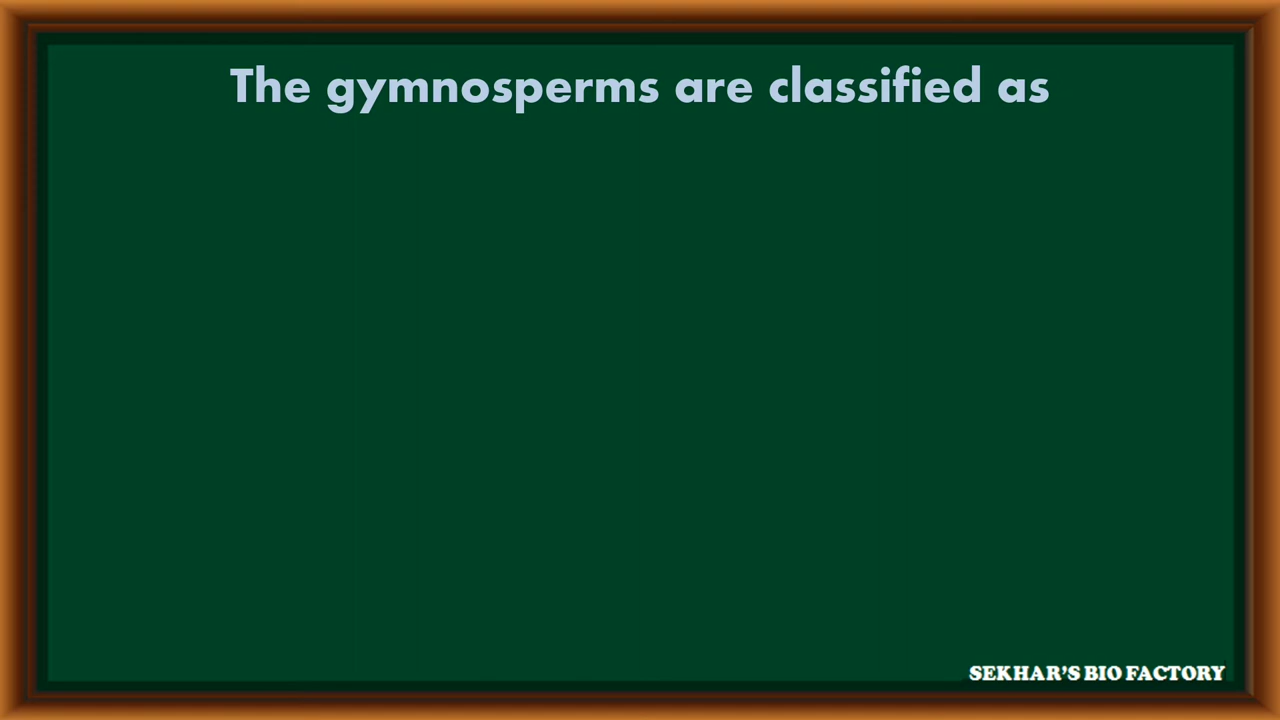 The gymnosperms are classified as
SEKHAR'S BIO FACTORY